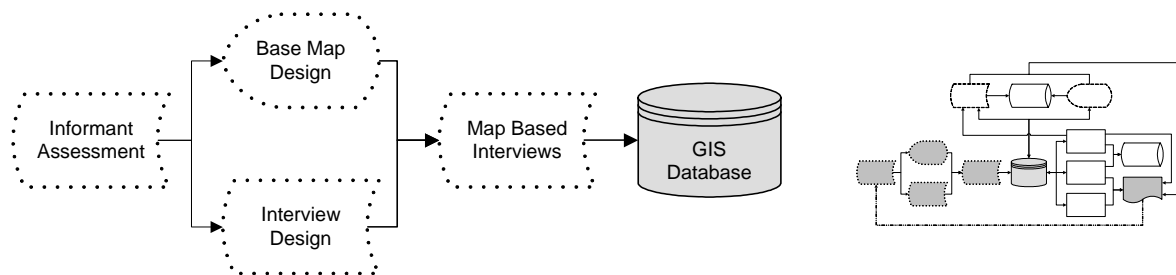 Base Map
Design
Informant
Assessment
Map Based
Interviews
GIS
Database
Interview
Design